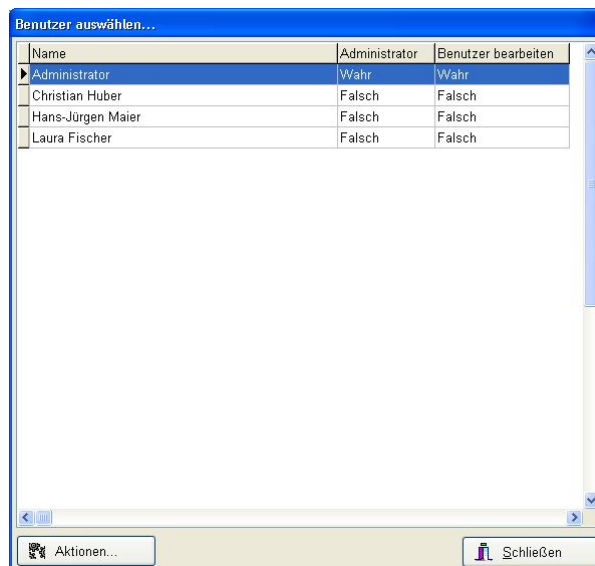 Benutzer auswählen...
Name Administrator Benutzer bearbeiten
Administrator Wahr Wahr
Christian Huber Falsch Falsch
Hans-Jürgen Maier Falsch Falsch
Laura Fischer Falsch Falsch
Aktionen... Schließen